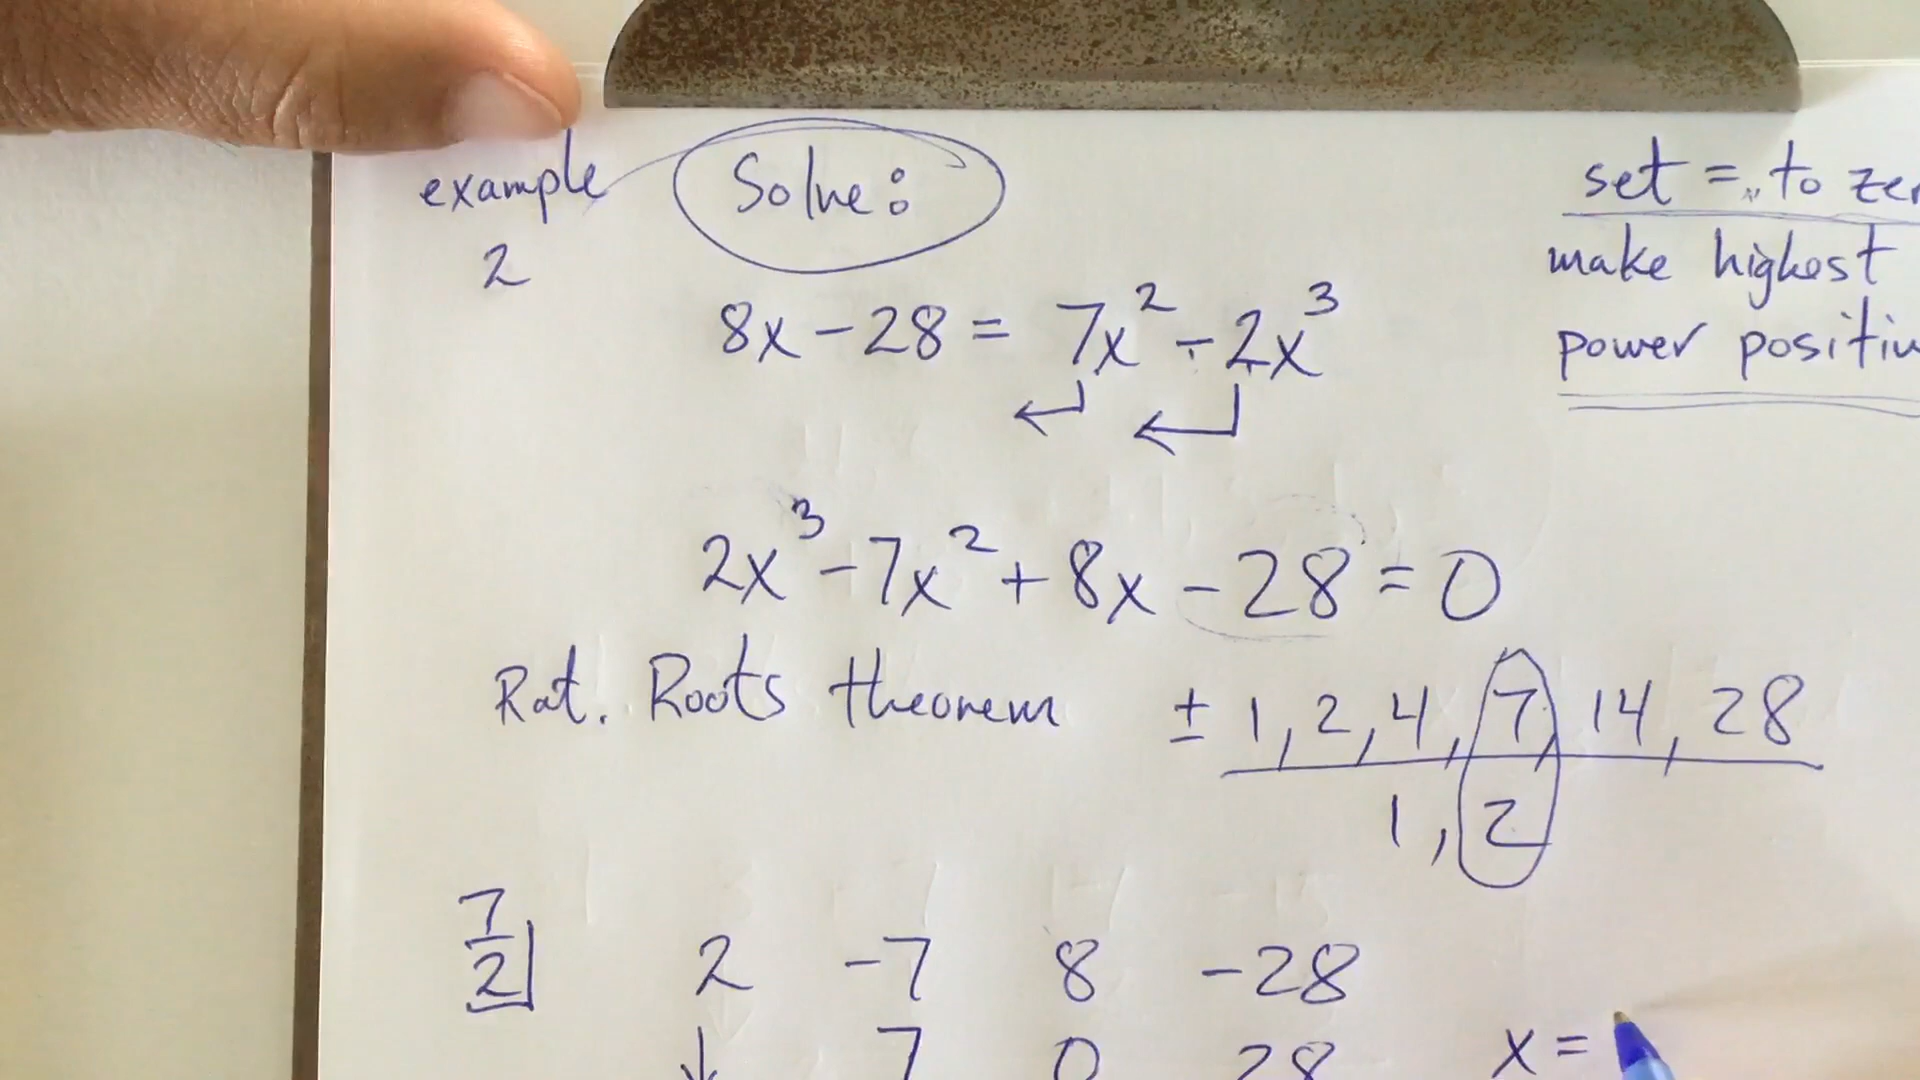 example Solve:
2
8x - 28 = 7x² - 2x³
set = to zer
make highest
power positiv
2x³ - 7x² + 8x - 28 = 0
Rat. Roots theorem ± 1, 2, 4, 7, 14, 28
1, 2
7/2 2 -7 8 -28
↓ 7 0 28 x =